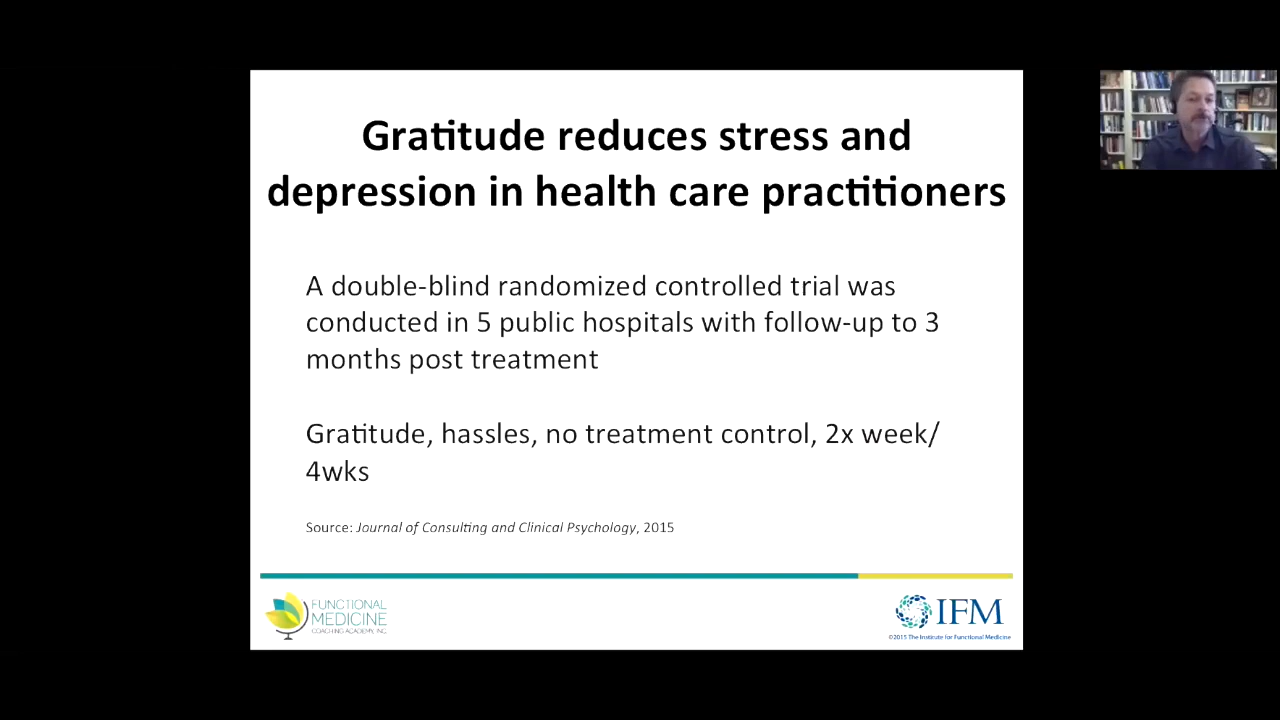 Gratitude reduces stress and
depression in health care practitioners
A double-blind randomized controlled trial was
conducted in 5 public hospitals with follow-up to 3
months post treatment
Gratitude, hassles, no treatment control, 2x week/
4wks
Source: Journal of Consulting and Clinical Psychology, 2015
FUNCTIONAL
MEDICINE
COACHING ACADEMY, INC.
IFM
©2015 The Institute for Functional Medicine